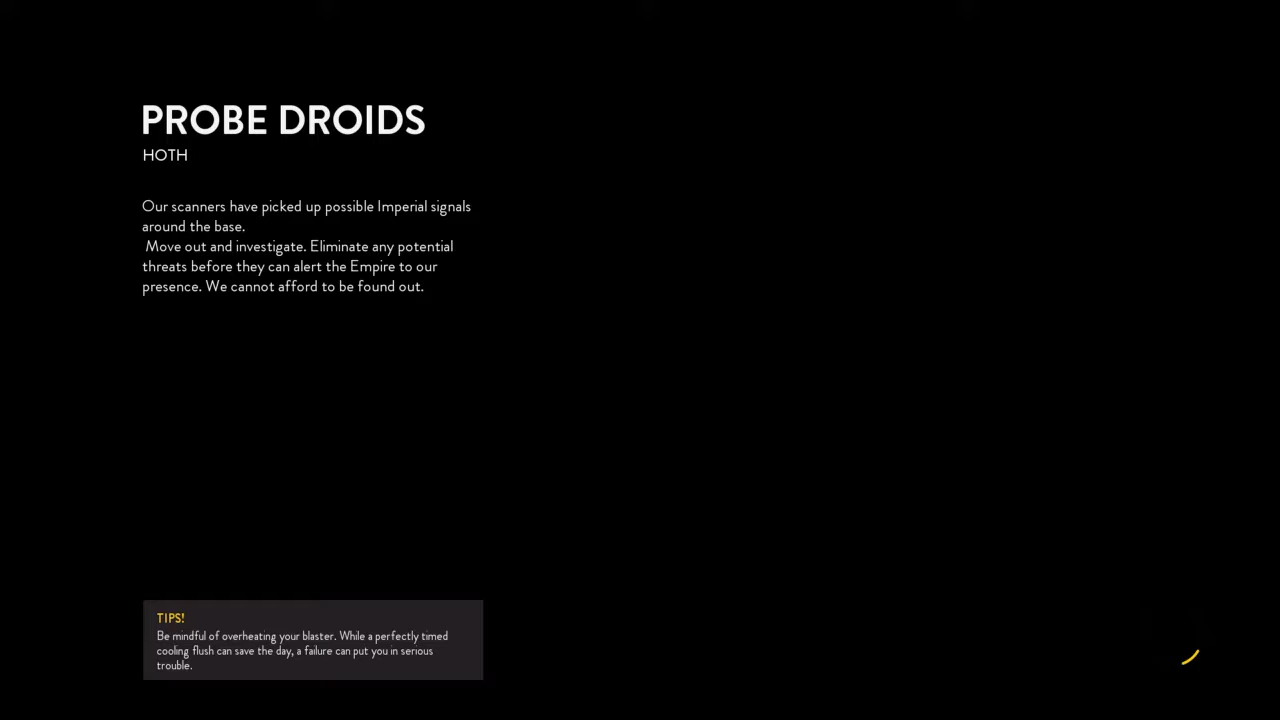 PROBE DROIDS
HOTH
Our scanners have picked up possible Imperial signals
around the base.
Move out and investigate. Eliminate any potential
threats before they can alert the Empire to our
presence. We cannot afford to be found out.
TIPS!
Be mindful of overheating your blaster. While a perfectly timed
cooling flush can save the day, a failure can put you in serious
trouble.